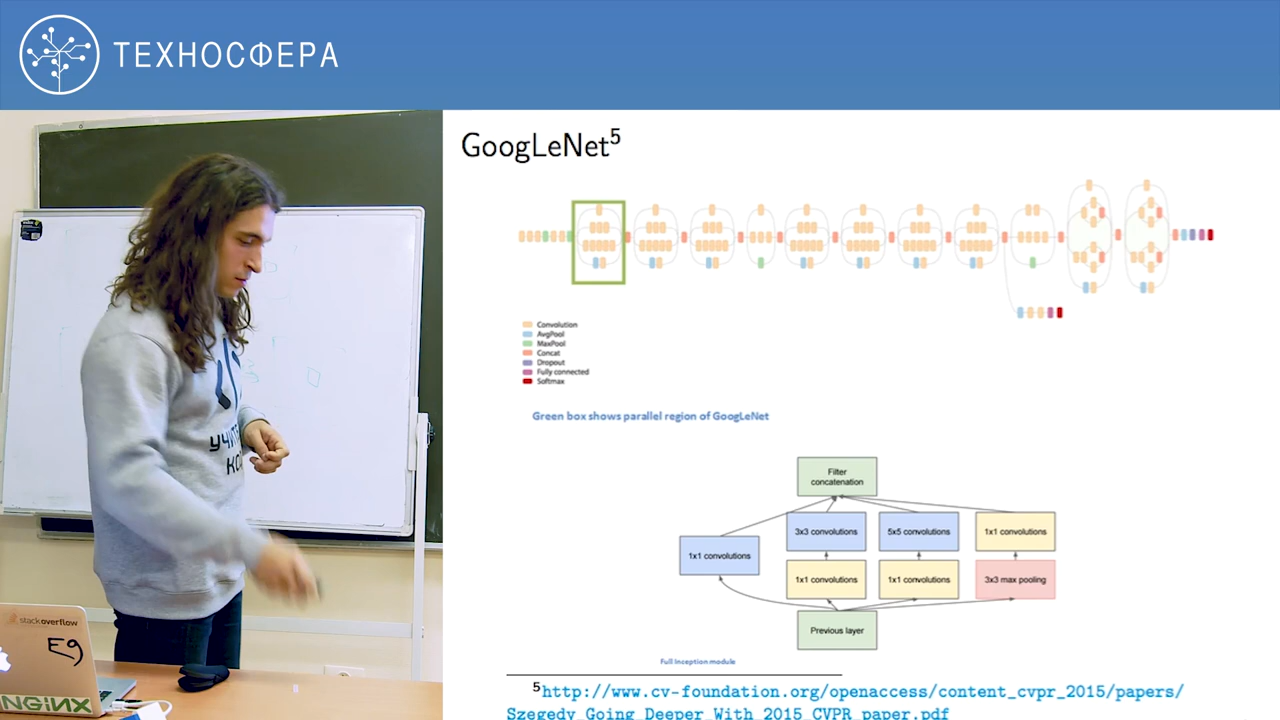 ТЕХНОСФЕРА
GoogLeNet5
Convolution
AvgPool
MaxPool
Concat
Dropout
Fully connected
Softmax
Green box shows parallel region of GoogLeNet
Filter
concatenation
3x3 convolutions
5x5 convolutions
1x1 convolutions
1x1 convolutions
1x1 convolutions
1x1 convolutions
3x3 max pooling
Previous layer
Full Inception module
5http://www.cv-foundation.org/openaccess/content_cvpr_2015/papers/
Szegedy_Going_Deeper_With_2015_CVPR_paper.pdf
stackoverflow
E9
NGiNX